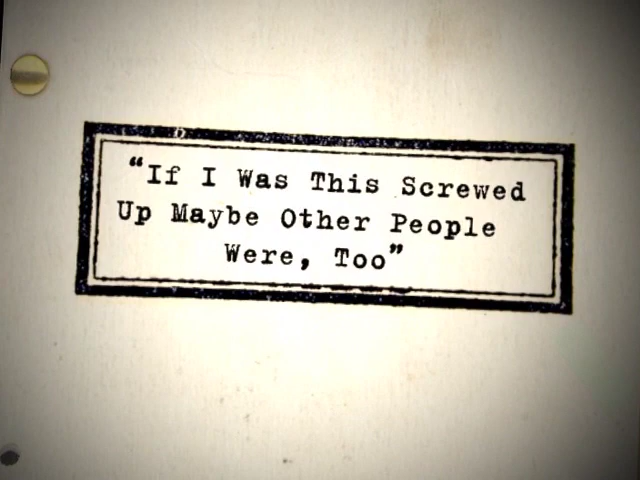 “If I Was This Screwed
Up Maybe Other People
Were, Too”